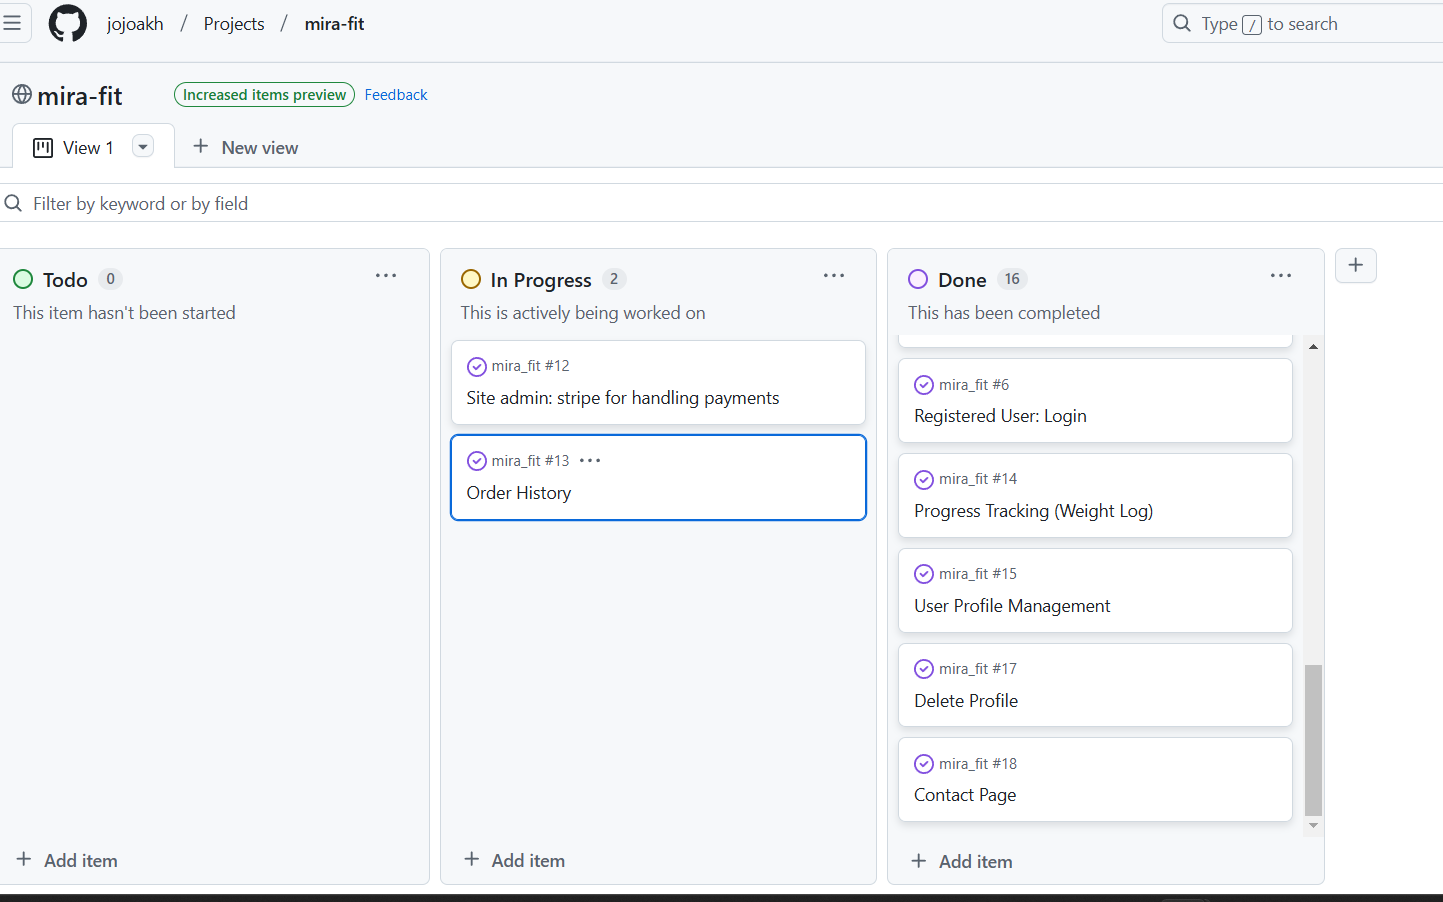 jojoakh / Projects / mira-fit
Type / to search
mira-fit
Increased items preview
Feedback
View 1
New view
Filter by keyword or by field
Todo 0
This item hasn't been started
Add item
In Progress 2
This is actively being worked on
mira_fit #12
Site admin: stripe for handling payments
mira_fit #13
Order History
Add item
Done 16
This has been completed
mira_fit #6
Registered User: Login
mira_fit #14
Progress Tracking (Weight Log)
mira_fit #15
User Profile Management
mira_fit #17
Delete Profile
mira_fit #18
Contact Page
Add item